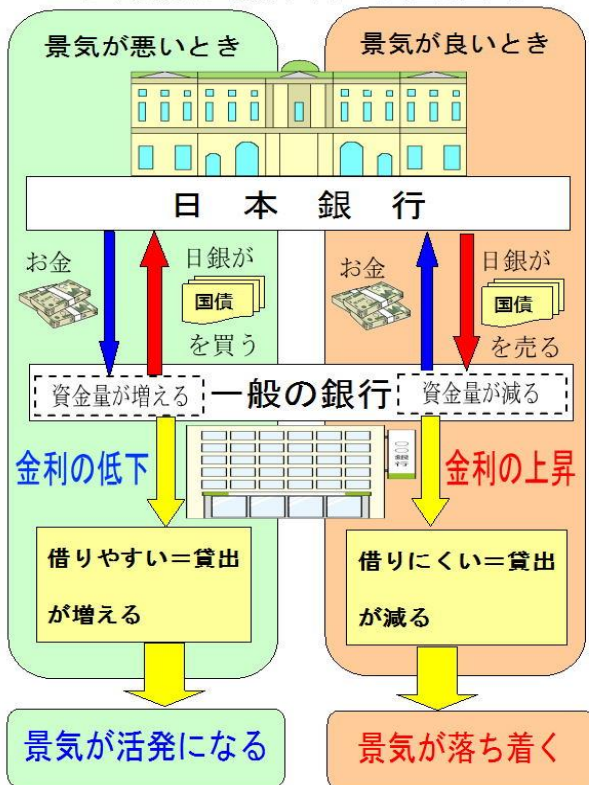 景気が悪いとき
景気が良いとき
日本銀行
お金
日銀が
国債
を買う
お金
日銀が
国債
を売る
資金量が増える
一般の銀行
資金量が減る
金利の低下
金利の上昇
借りやすい＝貸出
が増える
借りにくい＝貸出
が減る
景気が活発になる
景気が落ち着く